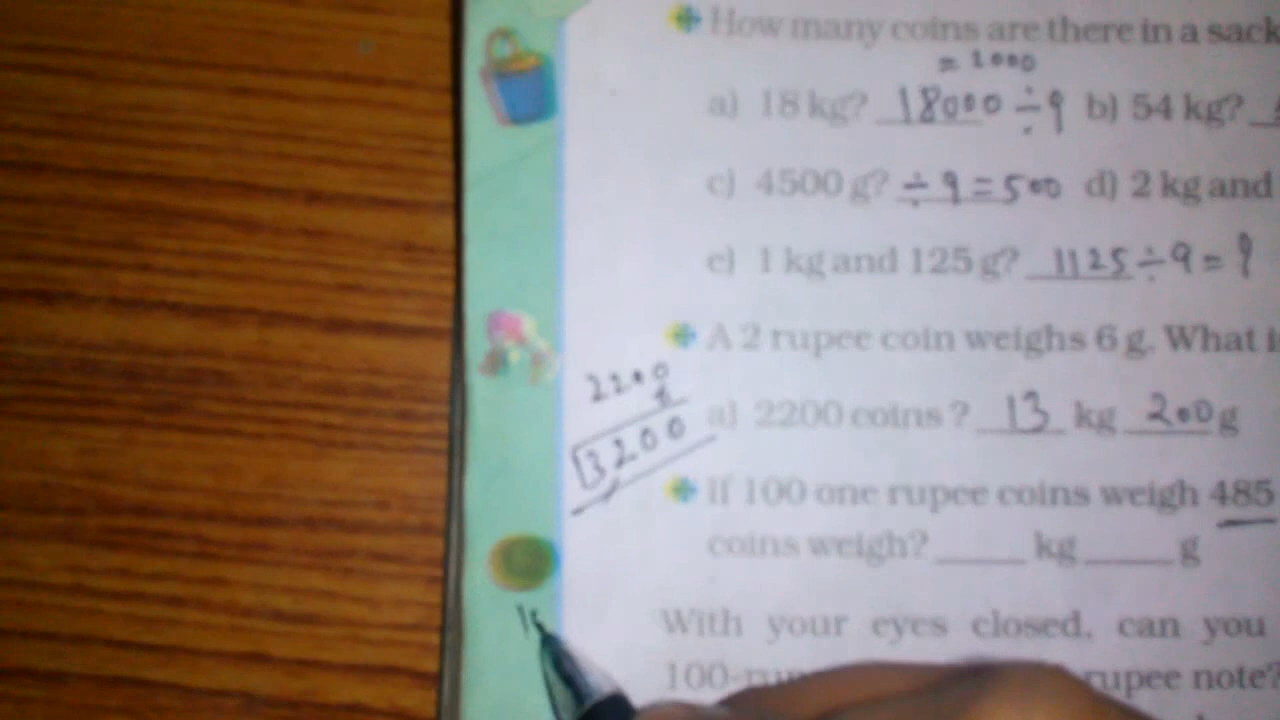 How many coins are there in a sack
= 2000
a) 18 kg? 18000 ÷ 9 b) 54 kg?
c) 4500 g? ÷ 9 = 500 d) 2 kg and
e) 1 kg and 125 g? 1125 ÷ 9 = ?
A 2 rupee coin weighs 6 g. What i
2200
6
a) 2200 coins ? 13 kg 200 g
13200
If 100 one rupee coins weigh 485
coins weigh? ____ kg ____ g
With your eyes closed, can you
rupee note?